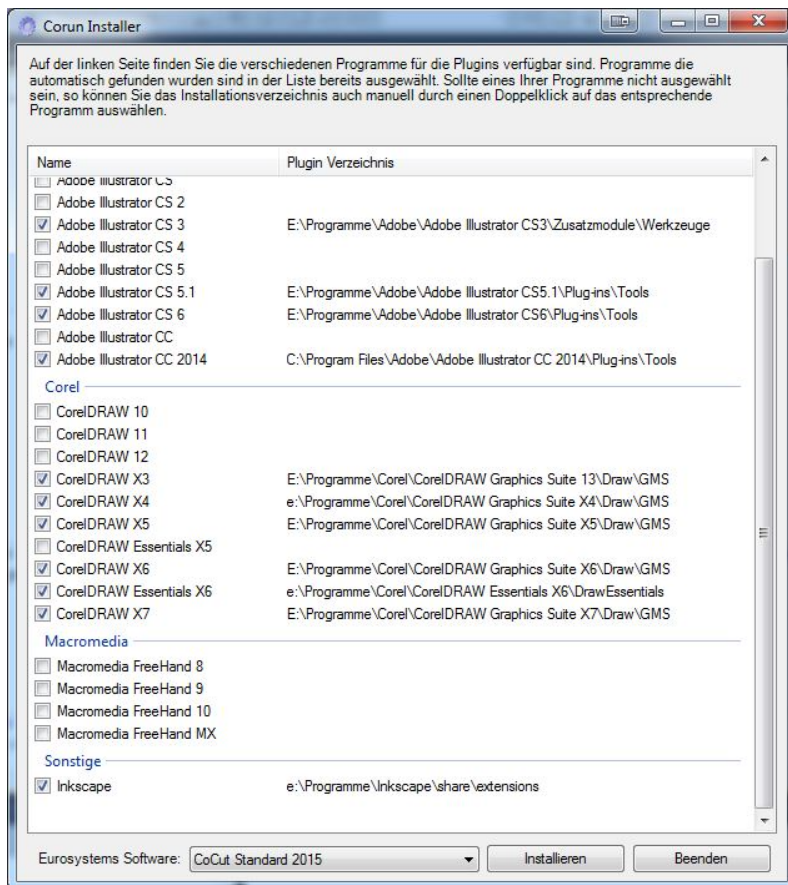 Corun Installer
Auf der linken Seite finden Sie die verschiedenen Programme für die Plugins verfügbar sind. Programme die
automatisch gefunden wurden sind in der Liste bereits ausgewählt. Sollte eines Ihrer Programme nicht ausgewählt
sein, so können Sie das Installationsverzeichnis auch manuell durch einen Doppelklick auf das entsprechende
Programm auswählen.
Name Plugin Verzeichnis
Adobe Illustrator CS
Adobe Illustrator CS 2
Adobe Illustrator CS 3 E:\Programme\Adobe\Adobe Illustrator CS3\Zusatzmodule\Werkzeuge
Adobe Illustrator CS 4
Adobe Illustrator CS 5
Adobe Illustrator CS 5.1 E:\Programme\Adobe\Adobe Illustrator CS5.1\Plug-ins\Tools
Adobe Illustrator CS 6 E:\Programme\Adobe\Adobe Illustrator CS6\Plug-ins\Tools
Adobe Illustrator CC
Adobe Illustrator CC 2014 C:\Program Files\Adobe\Adobe Illustrator CC 2014\Plug-ins\Tools
Corel
CorelDRAW 10
CorelDRAW 11
CorelDRAW 12
CorelDRAW X3 E:\Programme\Corel\CorelDRAW Graphics Suite 13\Draw\GMS
CorelDRAW X4 e:\Programme\Corel\CorelDRAW Graphics Suite X4\Draw\GMS
CorelDRAW X5 E:\Programme\Corel\CorelDRAW Graphics Suite X5\Draw\GMS
CorelDRAW Essentials X5
CorelDRAW X6 E:\Programme\Corel\CorelDRAW Graphics Suite X6\Draw\GMS
CorelDRAW Essentials X6 e:\Programme\Corel\CorelDRAW Essentials X6\DrawEssentials
CorelDRAW X7 E:\Programme\Corel\CorelDRAW Graphics Suite X7\Draw\GMS
Macromedia
Macromedia FreeHand 8
Macromedia FreeHand 9
Macromedia FreeHand 10
Macromedia FreeHand MX
Sonstige
Inkscape e:\Programme\Inkscape\share\extensions
Eurosystems Software: CoCut Standard 2015 Installieren Beenden